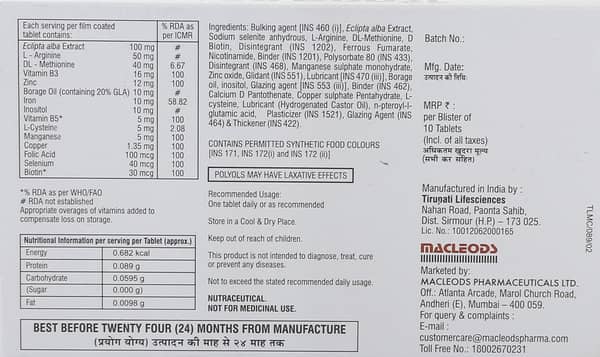 Each serving per film coated tablet contains: % RDA as per ICMR
Eclipta alba Extract 100 mg #
L - Arginine 50 mg #
DL - Methionine 40 mg 6.67
Vitamin B3 16 mg 100
Zinc 12 mg 100
Borage Oil (containing 20% GLA) 10 mg #
Iron 10 mg 58.82
Inositol 10 mg #
Vitamin B5* 5 mg 100
L-Cysteine 5 mg 2.08
Manganese 5 mg 100
Copper 1.35 mg 100
Folic Acid 100 mcg 100
Selenium 40 mcg 100
Biotin* 30 mcg 100
*% RDA as per WHO/FAO
# RDA not established
Appropriate overages of vitamins added to
compensate loss on storage.
Nutritional Information per serving per Tablet (approx.)
Energy 0.682 kcal
Protein 0.089 g
Carbohydrate 0.0595 g
(Sugar 0.000 g)
Fat 0.0098 g
Ingredients: Bulking agent [INS 460 (i)], Eclipta alba Extract,
Sodium selenite anhydrous, L-Arginine, DL-Methionine, D
Biotin, Disintegrant (INS 1202), Ferrous Fumarate,
Nicotinamide, Binder (INS 1201), Polysorbate 80 (INS 433),
Disintegrant (INS 468), Manganese sulphate monohydrate,
Zinc oxide, Glidant (INS 551), Lubricant [INS 470 (iii)], Borage
oil, inositol, Glazing agent [INS 553 (iii)], Binder (INS 462),
Calcium D Pantothenate, Copper sulphate Pentahydrate, L-
cysteine, Lubricant (Hydrogenated Castor Oil), n-pteroyl-l-
glutamic acid, Plasticizer (INS 1521), Glazing Agent (INS
464) & Thickener (INS 422).
CONTAINS PERMITTED SYNTHETIC FOOD COLOURS
[INS 171, INS 172(i) and INS 172 (ii)]
POLYOLS MAY HAVE LAXATIVE EFFECTS
Recommended Usage:
One tablet daily or as recommended
Store in a Cool & Dry Place.
Keep out of reach of children.
This product is not intended to diagnose, treat, cure
or prevent any diseases.
Not to exceed the stated recommended daily usage.
NUTRACEUTICAL.
NOT FOR MEDICINAL USE.
BEST BEFORE TWENTY FOUR (24) MONTHS FROM MANUFACTURE
(प्रयोग योग्य) उत्पादन की माह से २४ माह तक
Batch No.:
Mfg. Date:
उत्पादन की तिथि:
MRP ₹ :
per Blister of
10 Tablets
(Incl. of all taxes)
अधिकतम खुदरा मूल्य
(सभी कर सहित)
Manufactured in India by :
Tirupati Lifesciences
Nahan Road, Paonta Sahib,
Dist. Sirmour (H.P.) – 173 025.
Lic. No.: 10012062000165
MACLEODS
Marketed by:
MACLEODS PHARMACEUTICALS LTD.
Off.: Atlanta Arcade, Marol Church Road,
Andheri (E), Mumbai – 400 059.
For query & complaints :
E-mail :
customercare@macleodspharma.com
Toll Free No.: 18002670231
TLMC/089/02